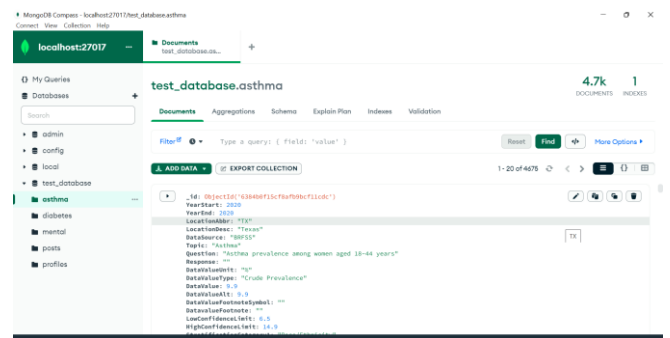 MongoDB Compass - localhost:27017/test_database.asthma
Connect View Collection Help
localhost:27017 ...
Documents
test_database.as...
+
My Queries
Databases +
Search
admin
config
local
test_database
asthma ...
diabetes
mental
posts
profiles
test_database.asthma
4.7k DOCUMENTS
1 INDEXES
Documents Aggregations Schema Explain Plan Indexes Validation
Filter Type a query: { field: 'value' } Reset Find More Options
ADD DATA EXPORT COLLECTION 1 - 20 of 4675
YearStart: 2020
YearEnd: 2020
LocationAbbr: "TX"
LocationDesc: "Texas"
DataSource: "BRFSS"
TX
Topic: "Asthma"
Question: "Asthma prevalence among women aged 18-44 years"
Response: ""
DataValueUnit: "%"
DataValueType: "Crude Prevalence"
DataValue: 9.9
DataValueAlt: 9.9
DataValueFootnoteSymbol: ""
DatavalueFootnote: ""
LowConfidenceLimit: 6.5
HighConfidenceLimit: 14.9